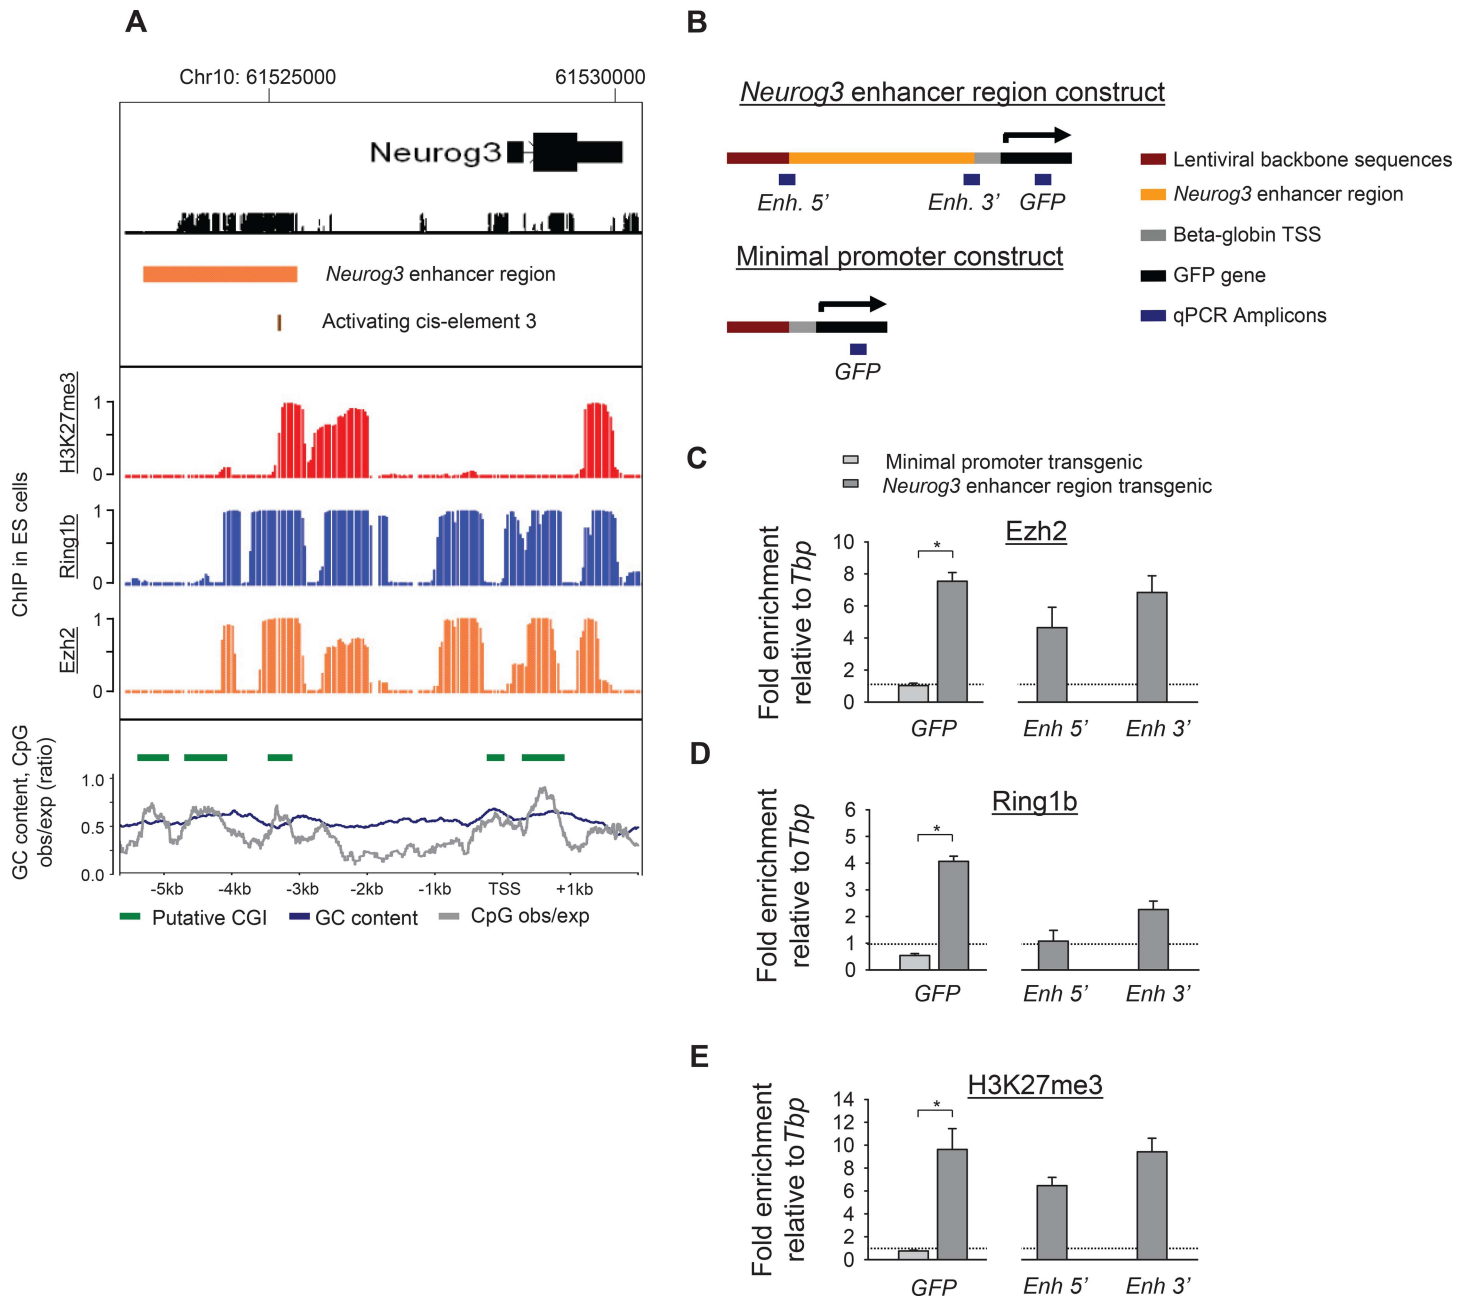 A
Chr10: 61525000
61530000
Neurog3
Neurog3 enhancer region
Activating cis-element 3
ChIP in ES cells
H3K27me3
1
0
Ring1b
1
0
Ezh2
1
0
GC content, CpG
obs/exp (ratio)
1.0
0.5
0.0
-5kb
-4kb
-3kb
-2kb
-1kb
TSS
+1kb
Putative CGI
GC content
CpG obs/exp
B
Neurog3 enhancer region construct
Enh. 5’
Enh. 3’
GFP
Minimal promoter construct
GFP
Lentiviral backbone sequences
Neurog3 enhancer region
Beta-globin TSS
GFP gene
qPCR Amplicons
C
Minimal promoter transgenic
Neurog3 enhancer region transgenic
Ezh2
Fold enrichment
relative to Tbp
10
8
6
4
2
0
*
GFP
Enh 5’
Enh 3’
D
Ring1b
Fold enrichment
relative to Tbp
6
5
4
3
2
1
0
*
GFP
Enh 5’
Enh 3’
E
H3K27me3
Fold enrichment
relative to Tbp
14
12
10
8
6
4
2
0
*
GFP
Enh 5’
Enh 3’